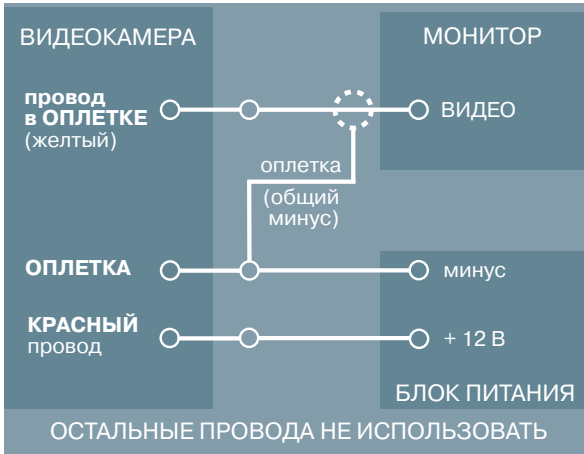 ВИДЕОКАМЕРА
МОНИТОР
провод
в ОПЛЕТКЕ
(желтый)
ВИДЕО
оплетка
(общий
минус)
ОПЛЕТКА
минус
КРАСНЫЙ
провод
+ 12 В
БЛОК ПИТАНИЯ
ОСТАЛЬНЫЕ ПРОВОДА НЕ ИСПОЛЬЗОВАТЬ